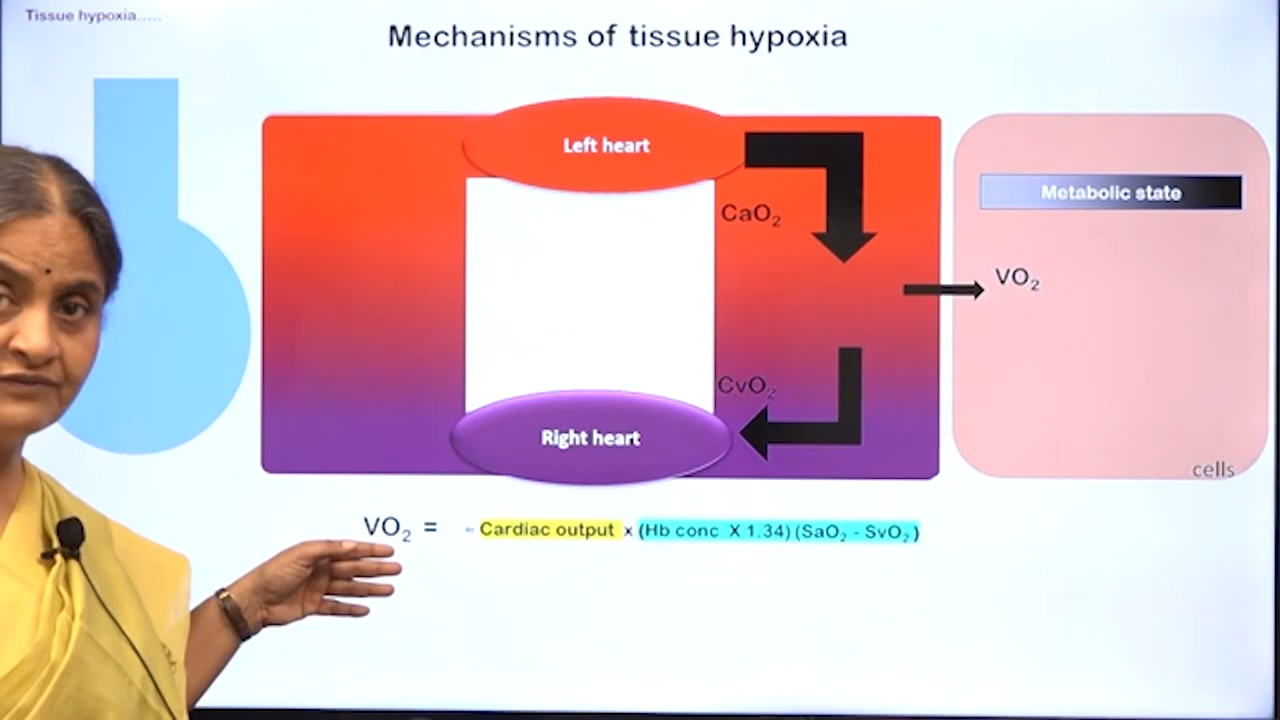 Tissue hypoxia.....
Mechanisms of tissue hypoxia
Left heart
CaO₂
Metabolic state
VO₂
CvO₂
Right heart
cells
VO₂ = - Cardiac output x (Hb conc X 1.34) (SaO₂ - SvO₂)